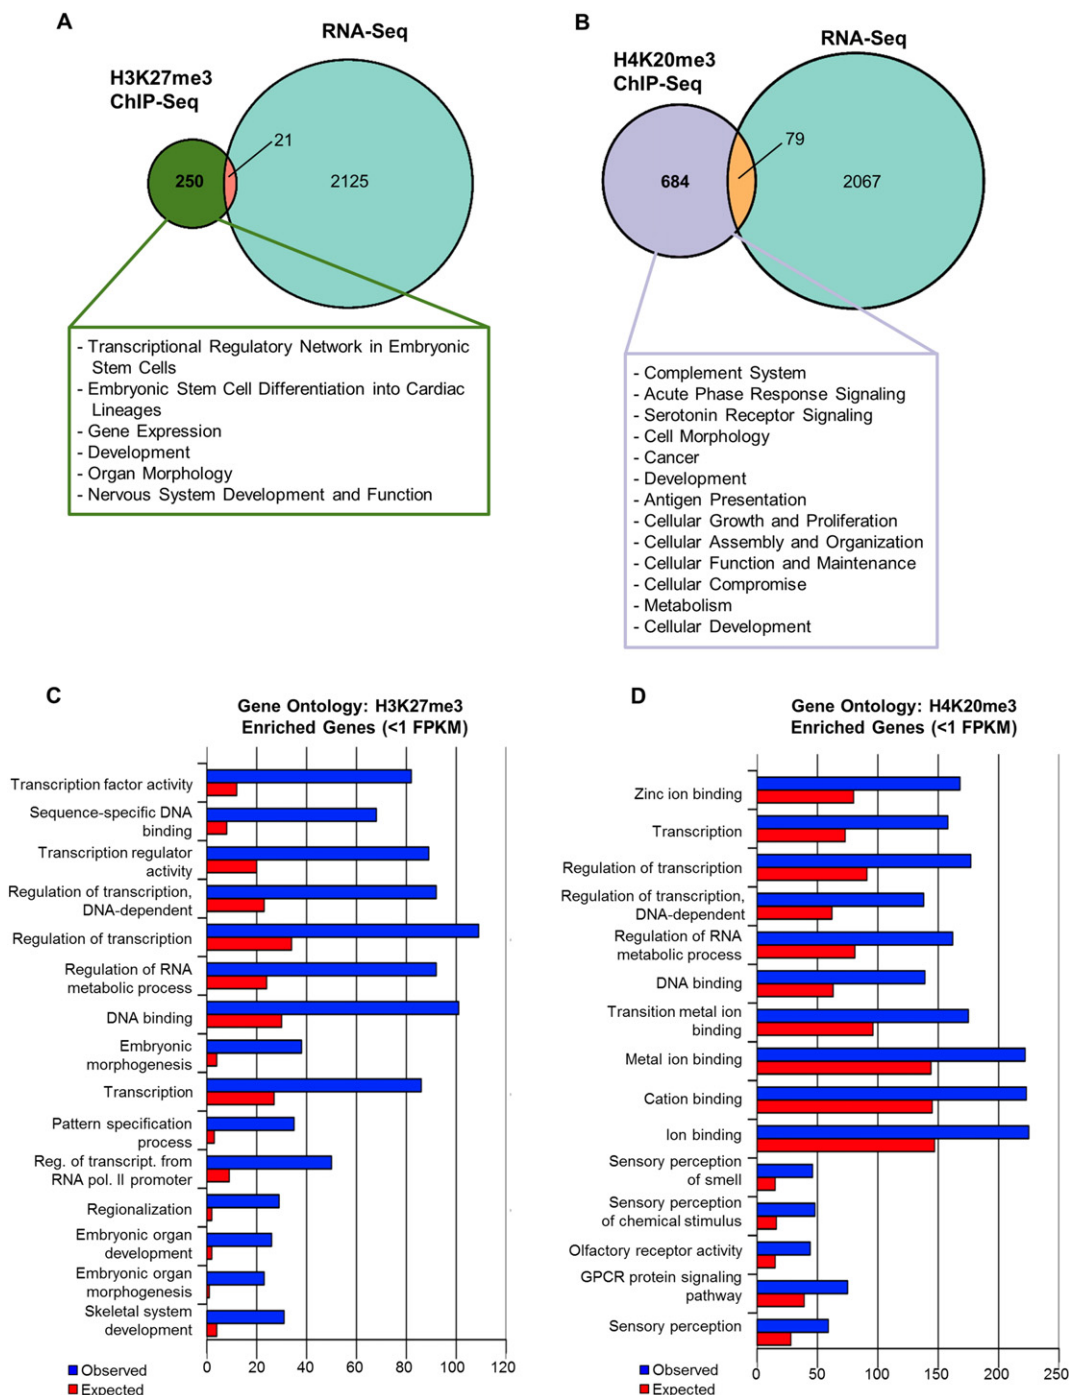 A
RNA-Seq
H3K27me3
ChIP-Seq
21
250
2125
- Transcriptional Regulatory Network in Embryonic
Stem Cells
- Embryonic Stem Cell Differentiation into Cardiac
Lineages
- Gene Expression
- Development
- Organ Morphology
- Nervous System Development and Function
B
RNA-Seq
H4K20me3
ChIP-Seq
79
684
2067
- Complement System
- Acute Phase Response Signaling
- Serotonin Receptor Signaling
- Cell Morphology
- Cancer
- Development
- Antigen Presentation
- Cellular Growth and Proliferation
- Cellular Assembly and Organization
- Cellular Function and Maintenance
- Cellular Compromise
- Metabolism
- Cellular Development
C
Gene Ontology: H3K27me3
Enriched Genes (<1 FPKM)
Transcription factor activity
Sequence-specific DNA
binding
Transcription regulator
activity
Regulation of transcription,
DNA-dependent
Regulation of transcription
Regulation of RNA
metabolic process
DNA binding
Embryonic
morphogenesis
Transcription
Pattern specification
process
Reg. of transcript. from
RNA pol. II promoter
Regionalization
Embryonic organ
development
Embryonic organ
morphogenesis
Skeletal system
development
0 20 40 60 80 100 120
Observed
Expected
D
Gene Ontology: H4K20me3
Enriched Genes (<1 FPKM)
Zinc ion binding
Transcription
Regulation of transcription
Regulation of transcription,
DNA-dependent
Regulation of RNA
metabolic process
DNA binding
Transition metal ion
binding
Metal ion binding
Cation binding
Ion binding
Sensory perception
of smell
Sensory perception
of chemical stimulus
Olfactory receptor activity
GPCR protein signaling
pathway
Sensory perception
0 50 100 150 200 250
Observed
Expected